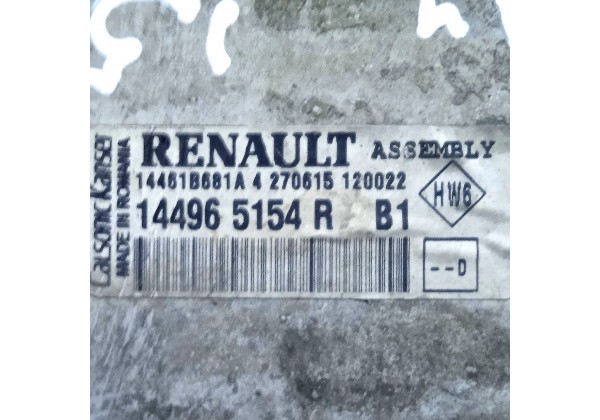 RENAULT ASSEMBLY
14461B681A 4 270615 120022
14496 5154 R B1
HW6
--D
Calsonic Kansei
MADE IN ROMANIA